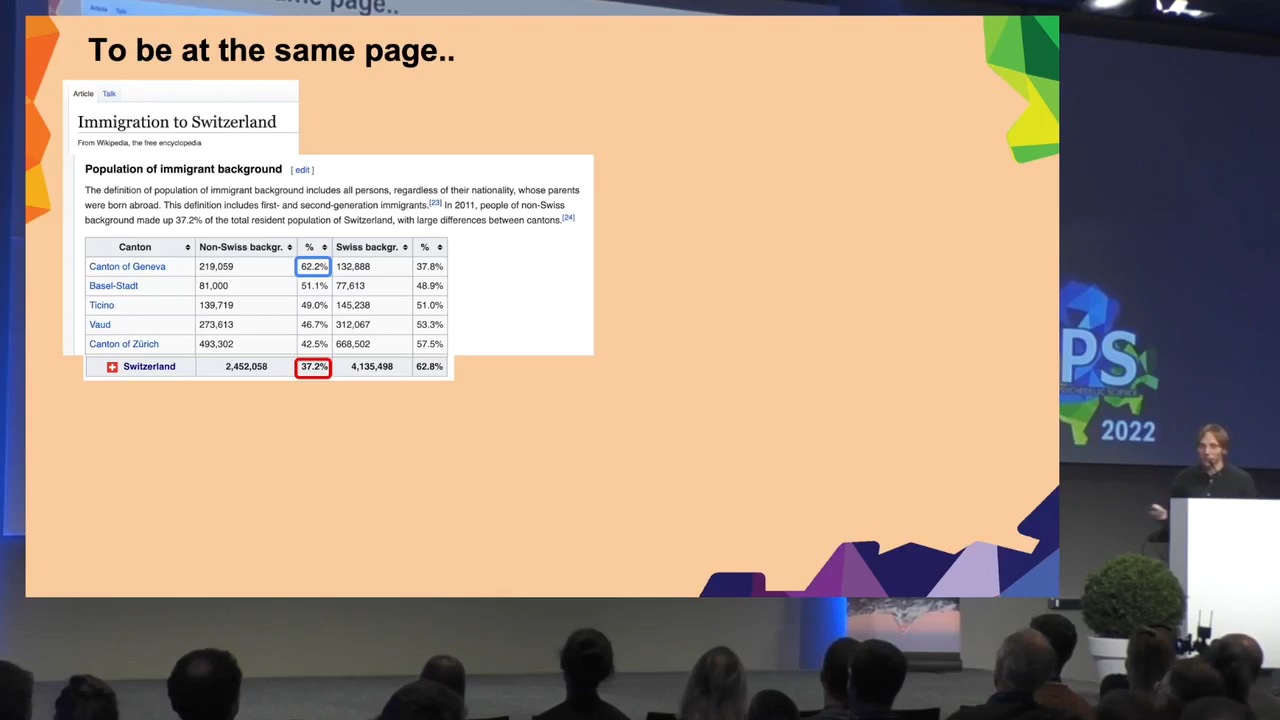 me page..
Article Talk
To be at the same page..
Article Talk
Immigration to Switzerland
From Wikipedia, the free encyclopedia
Population of immigrant background [ edit ]
The definition of population of immigrant background includes all persons, regardless of their nationality, whose parents
were born abroad. This definition includes first- and second-generation immigrants.[23] In 2011, people of non-Swiss
background made up 37.2% of the total resident population of Switzerland, with large differences between cantons.[24]
Canton Non-Swiss backgr. % Swiss backgr. %
Canton of Geneva 219,059 62.2% 132,888 37.8%
Basel-Stadt 81,000 51.1% 77,613 48.9%
Ticino 139,719 49.0% 145,238 51.0%
Vaud 273,613 46.7% 312,067 53.3%
Canton of Zürich 493,302 42.5% 668,502 57.5%
Switzerland 2,452,058 37.2% 4,135,498 62.8%
PS
PSYCHEDELIC SCIENCE
2022